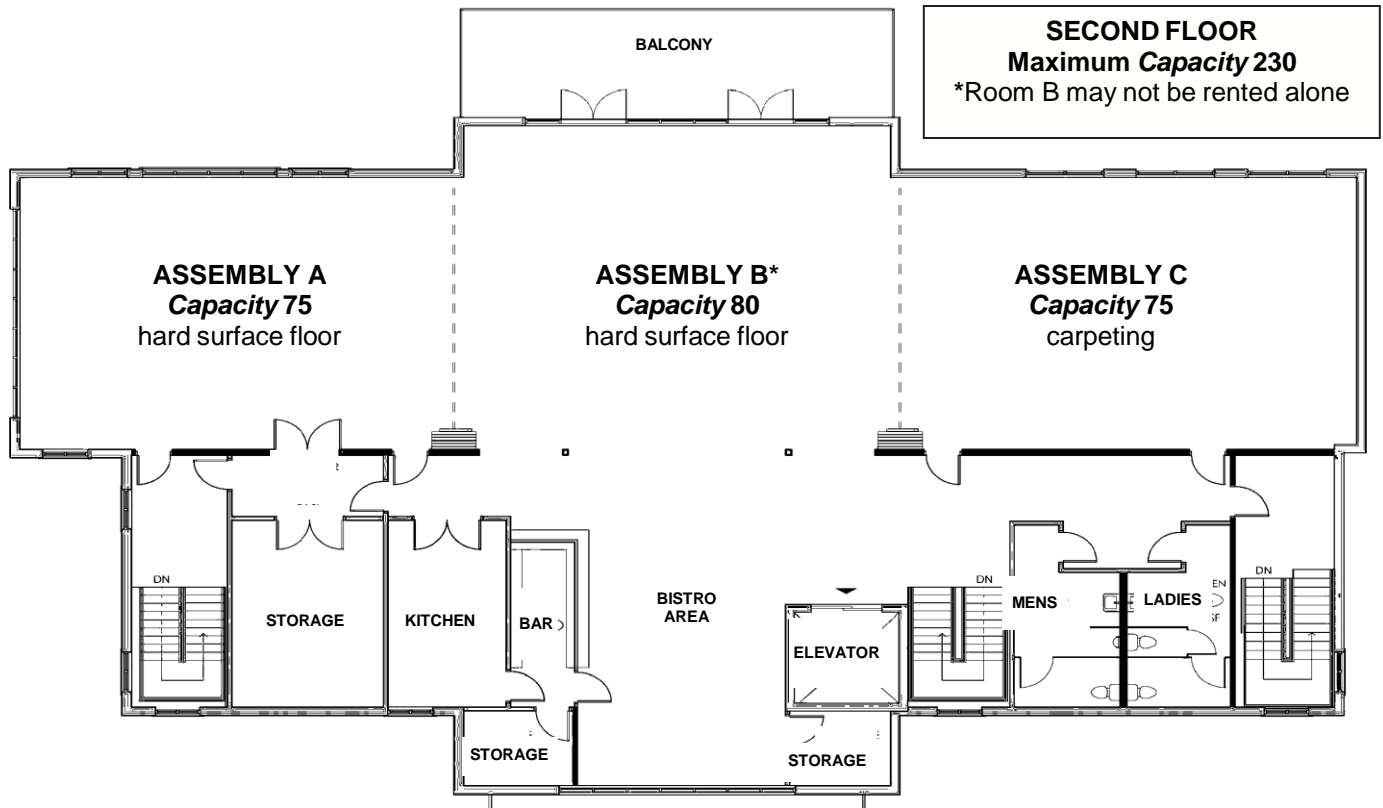 BALCONY
SECOND FLOOR
Maximum Capacity 230
*Room B may not be rented alone
ASSEMBLY A
Capacity 75
hard surface floor
ASSEMBLY B*
Capacity 80
hard surface floor
ASSEMBLY C
Capacity 75
carpeting
DN
STORAGE
KITCHEN
BAR
BISTRO
AREA
ELEVATOR
DN
MENS
LADIES
EN
DN
STORAGE
STORAGE